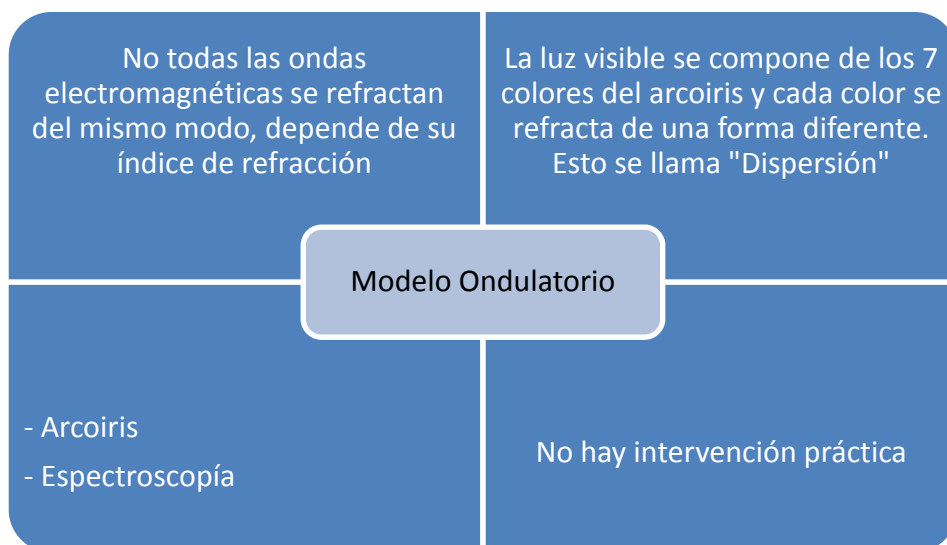 No todas las ondas
electromagnéticas se refractan
del mismo modo, depende de su
índice de refracción
La luz visible se compone de los 7
colores del arcoiris y cada color se
refracta de una forma diferente.
Esto se llama "Dispersión"
Modelo Ondulatorio
- Arcoiris
- Espectroscopía
No hay intervención práctica